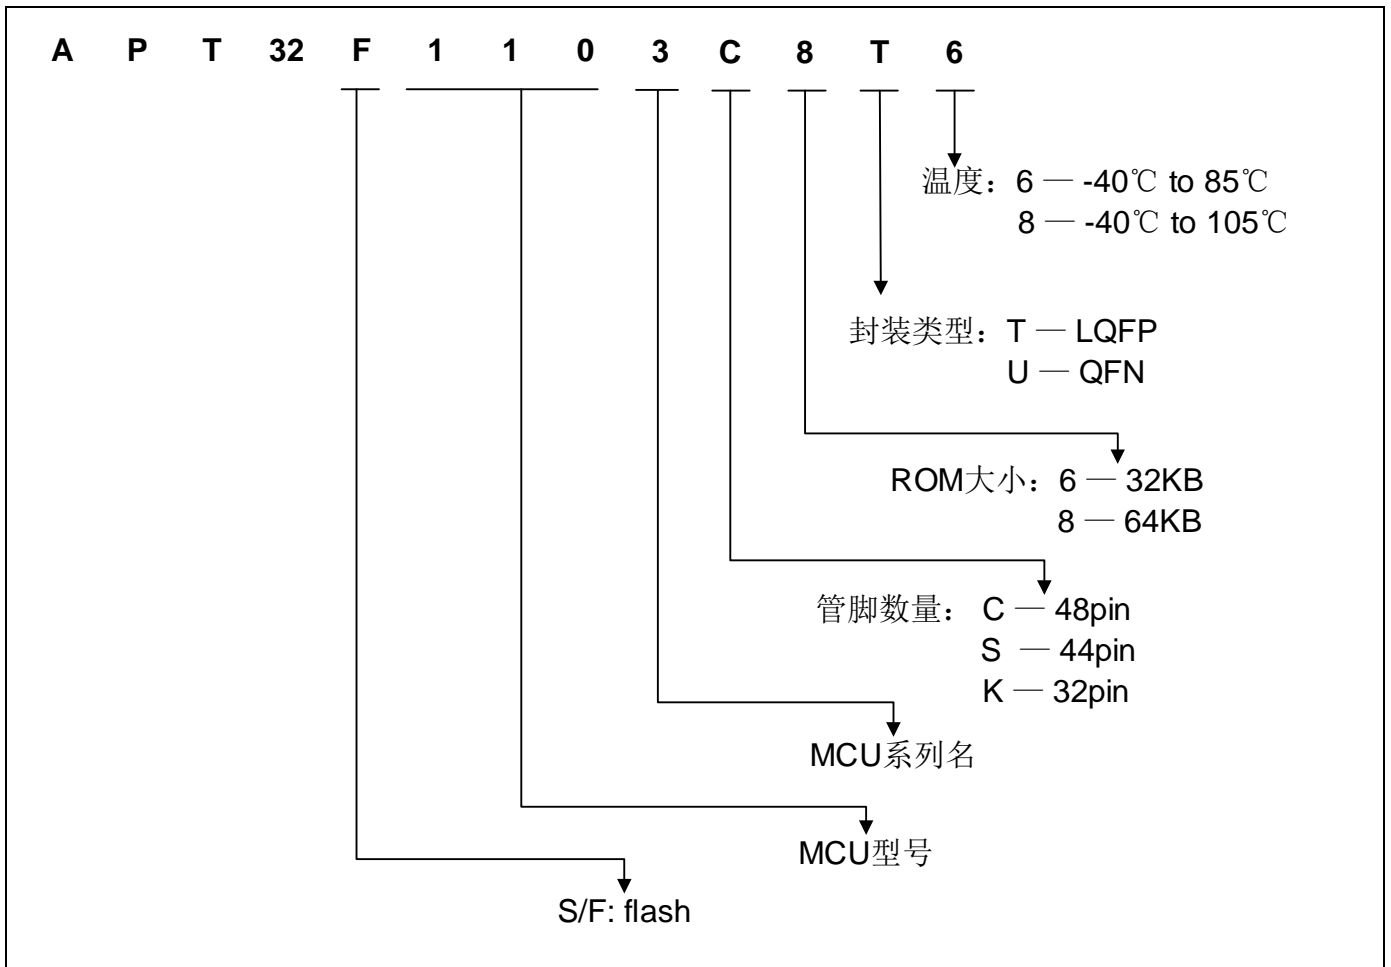 A P T 32 F 1 1 0 3 C 8 T 6
温度：6 — -40℃ to 85℃
8 — -40℃ to 105℃
封装类型：T — LQFP
U — QFN
ROM大小：6 — 32KB
8 — 64KB
管脚数量： C — 48pin
S — 44pin
K — 32pin
MCU系列名
MCU型号
S/F: flash